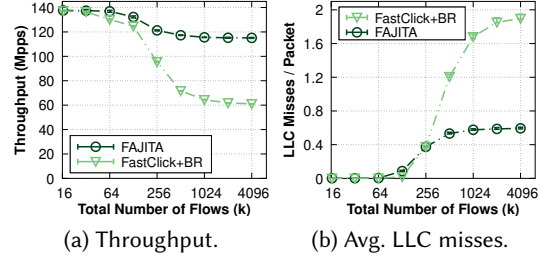 140
120
100
80
60
40
20
0
Throughput (Mpps)
FAJITA
FastClick+BR
16 64 256 1024 4096
Total Number of Flows (k)
(a) Throughput.
2
1.6
1.2
0.8
0.4
0
LLC Misses / Packet
FastClick+BR
FAJITA
16 64 256 1024 4096
Total Number of Flows (k)
(b) Avg. LLC misses.